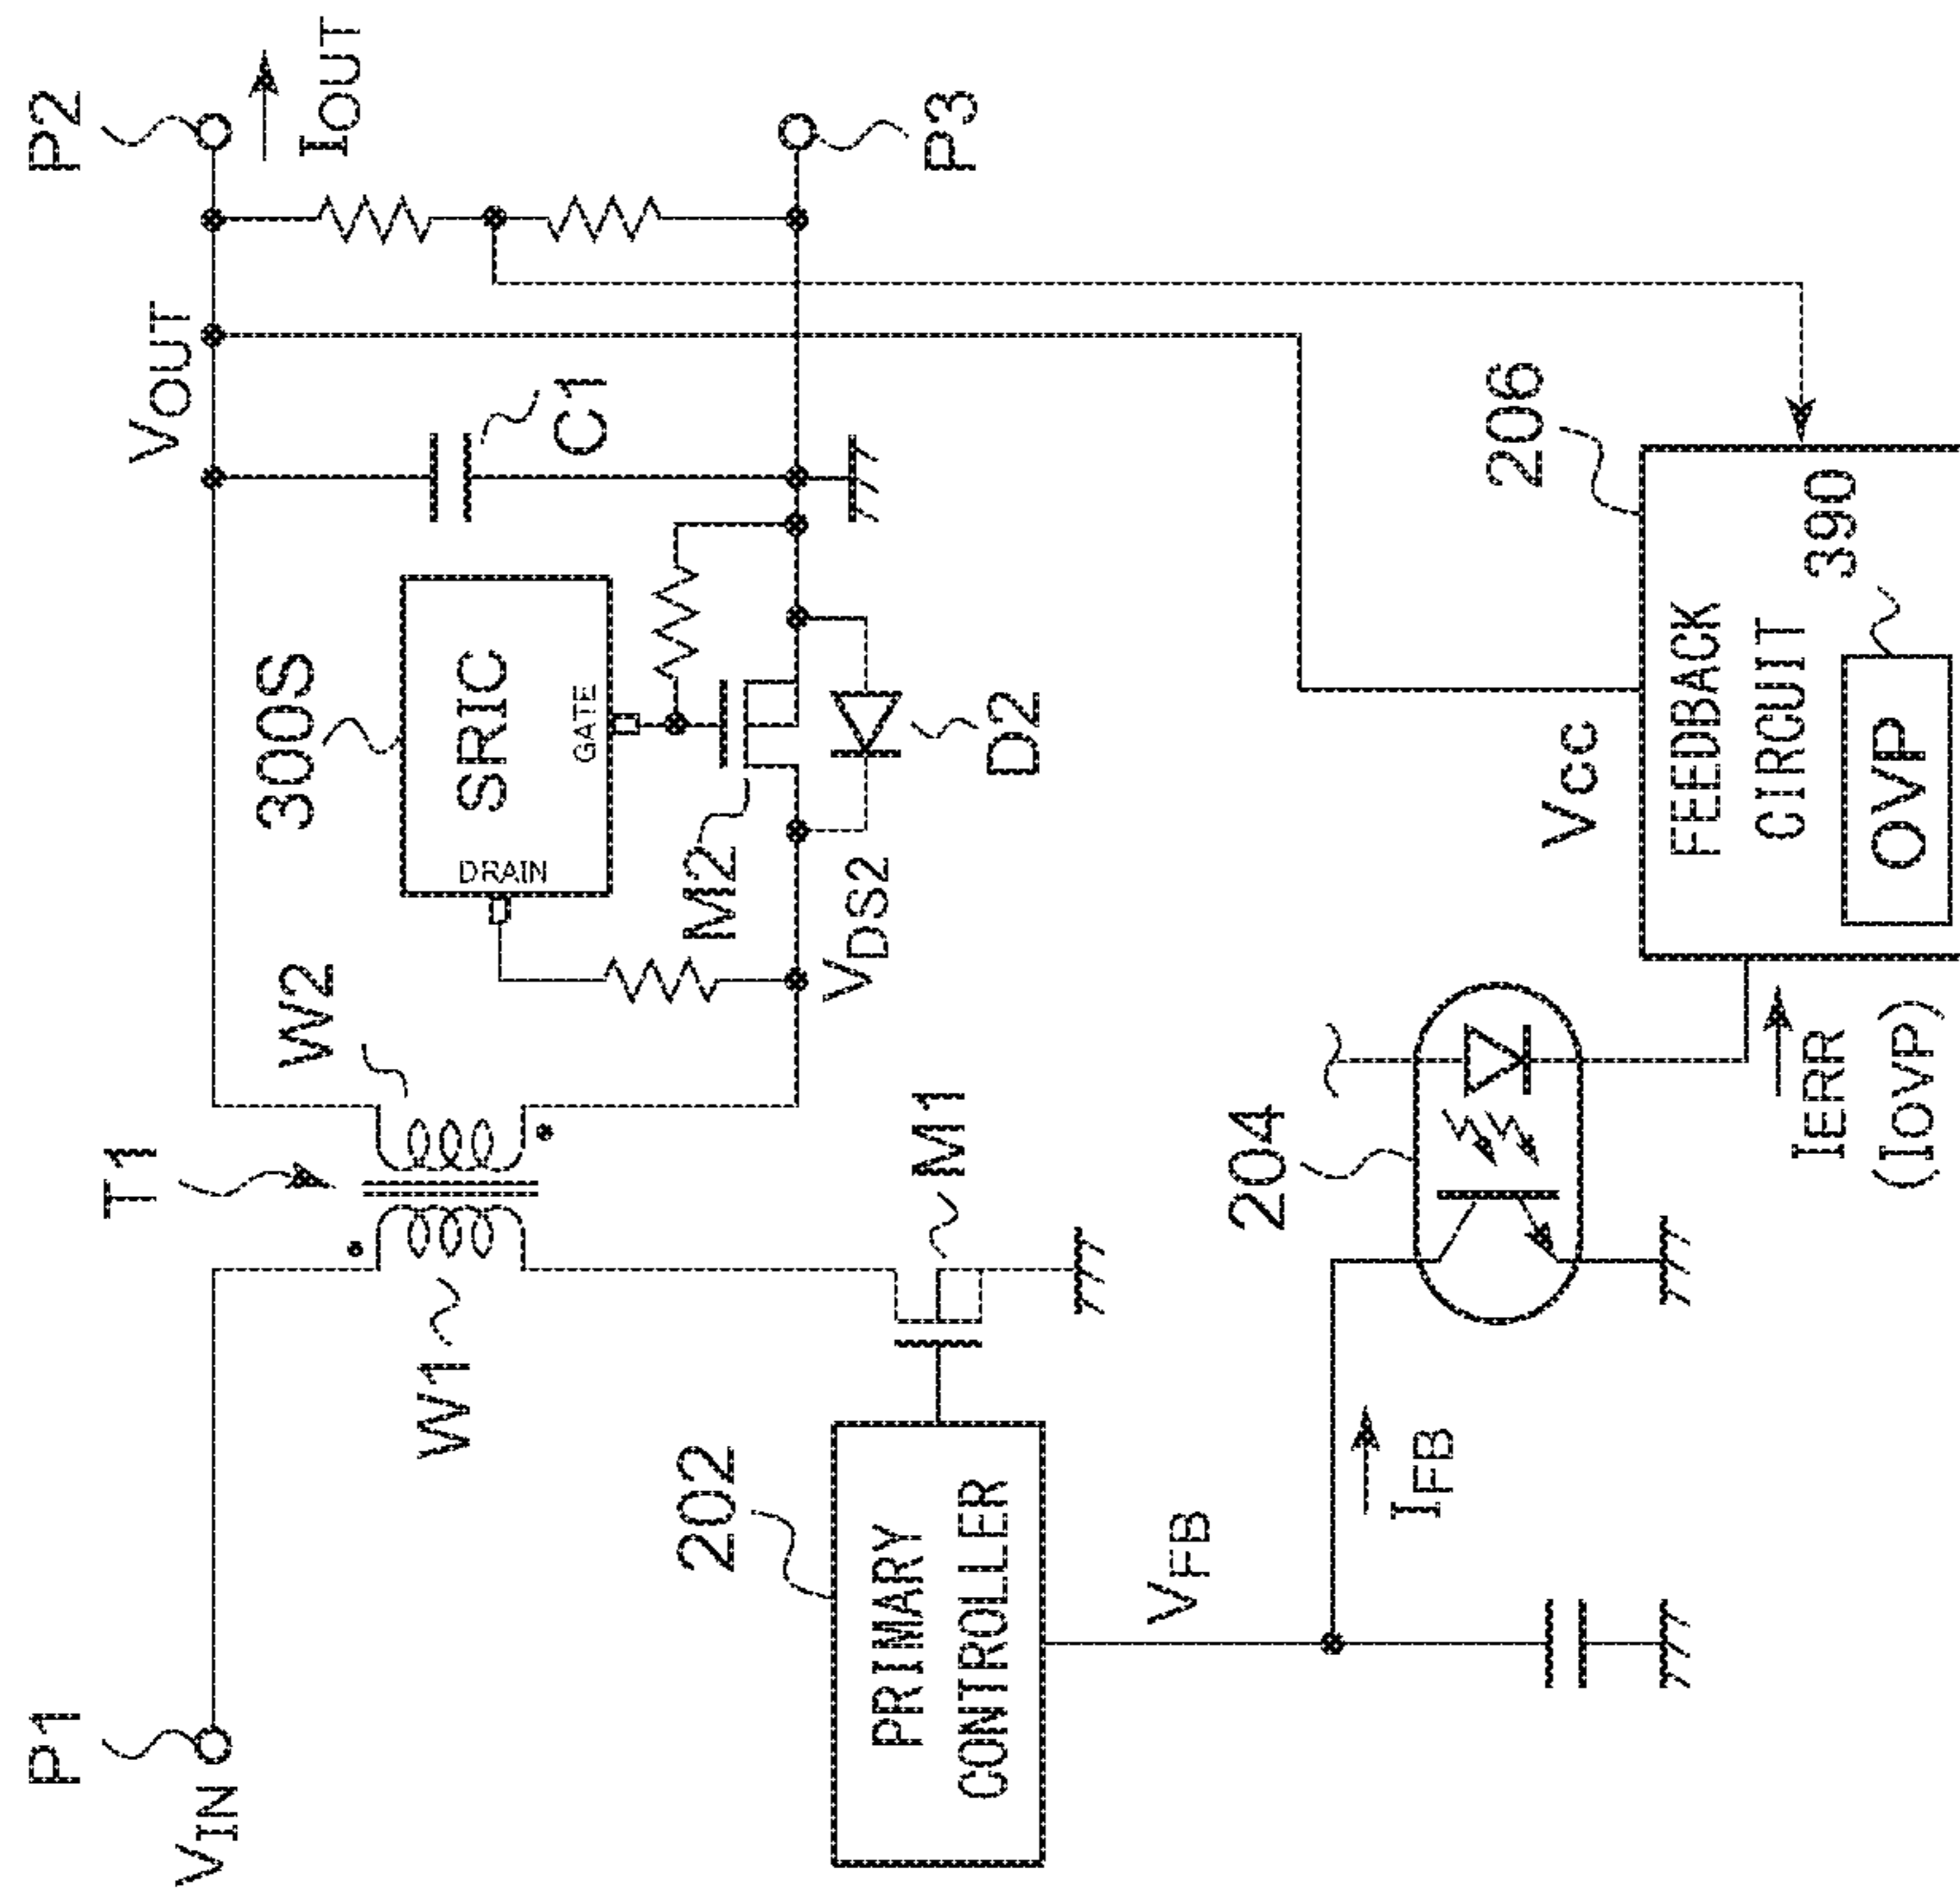 P1
VIN
T1
W1
W2
VOUT
P2
IOUT
300S
SRIC
DRAIN
GATE
C1
M2
VDS2
D2
P3
M1
202
PRIMARY
CONTROLLER
VFB
IFB
204
206
VCC
FEEDBACK
CIRCUIT
390
OVP
IERR
(IOVP)